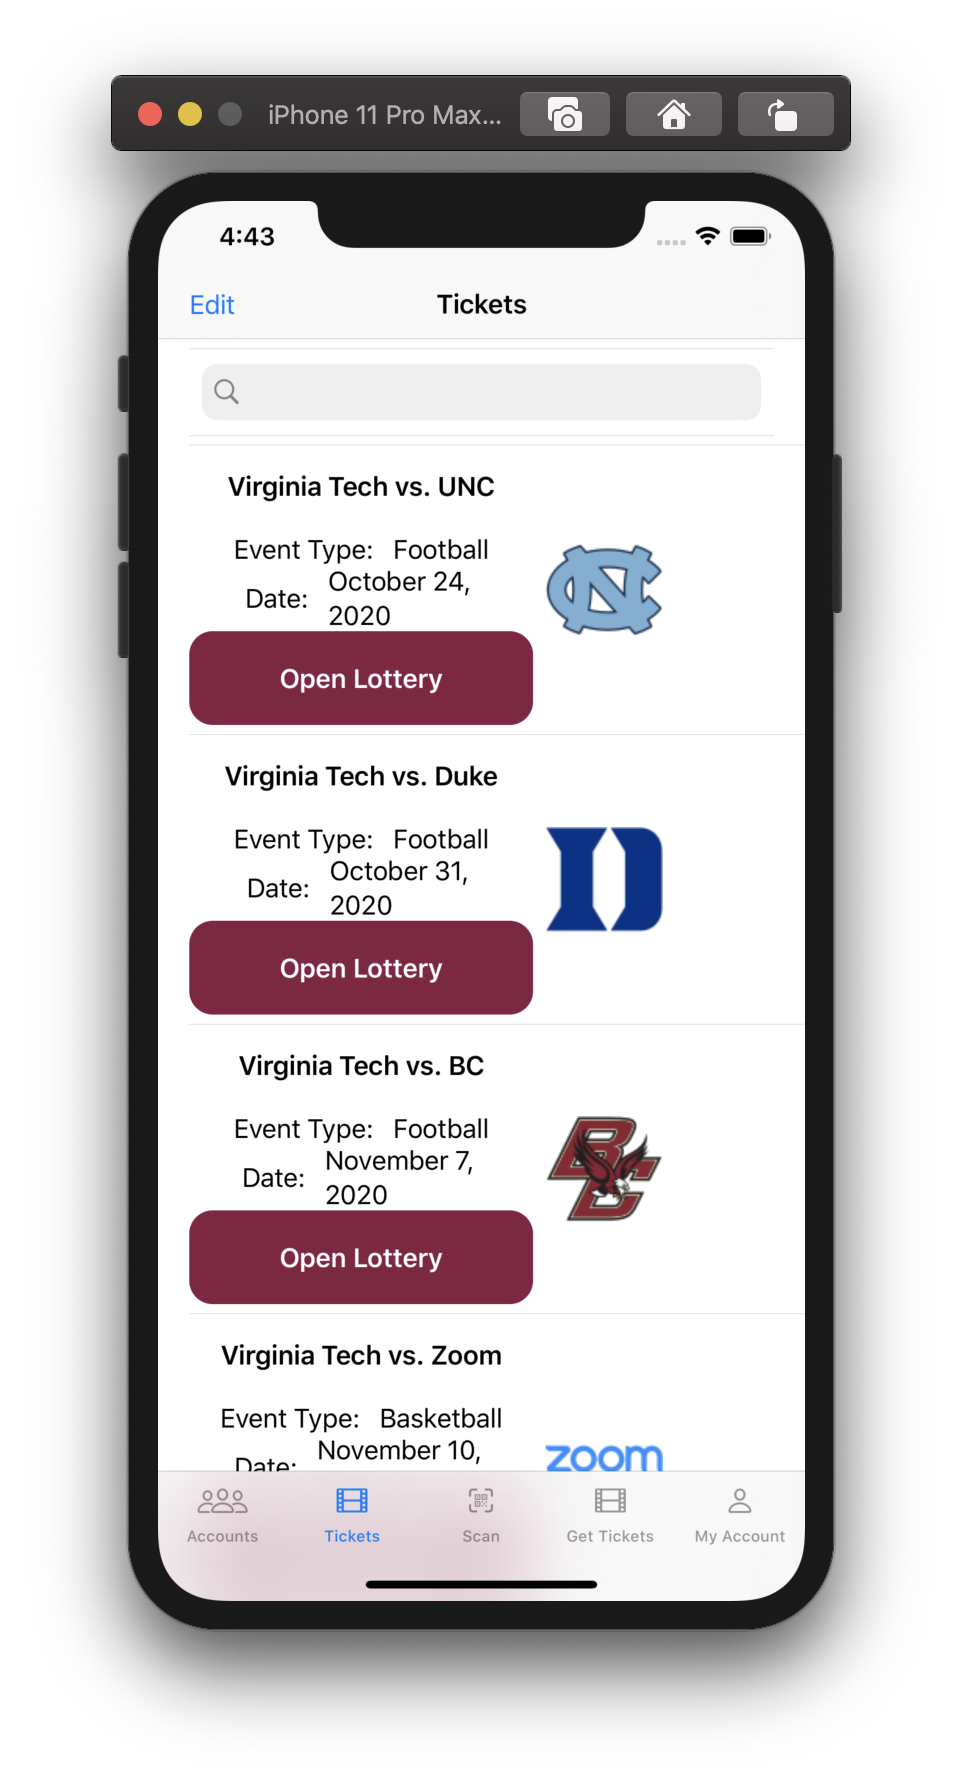 iPhone 11 Pro Max...
4:43
Edit
Tickets
Virginia Tech vs. UNC
Event Type: Football
Date: October 24,
2020
NC
Open Lottery
Virginia Tech vs. Duke
Event Type: Football
Date: October 31,
2020
D
Open Lottery
Virginia Tech vs. BC
Event Type: Football
Date: November 7,
2020
BC
Open Lottery
Virginia Tech vs. Zoom
Event Type: Basketball
Date: November 10,
zoom
Accounts
Tickets
Scan
Get Tickets
My Account